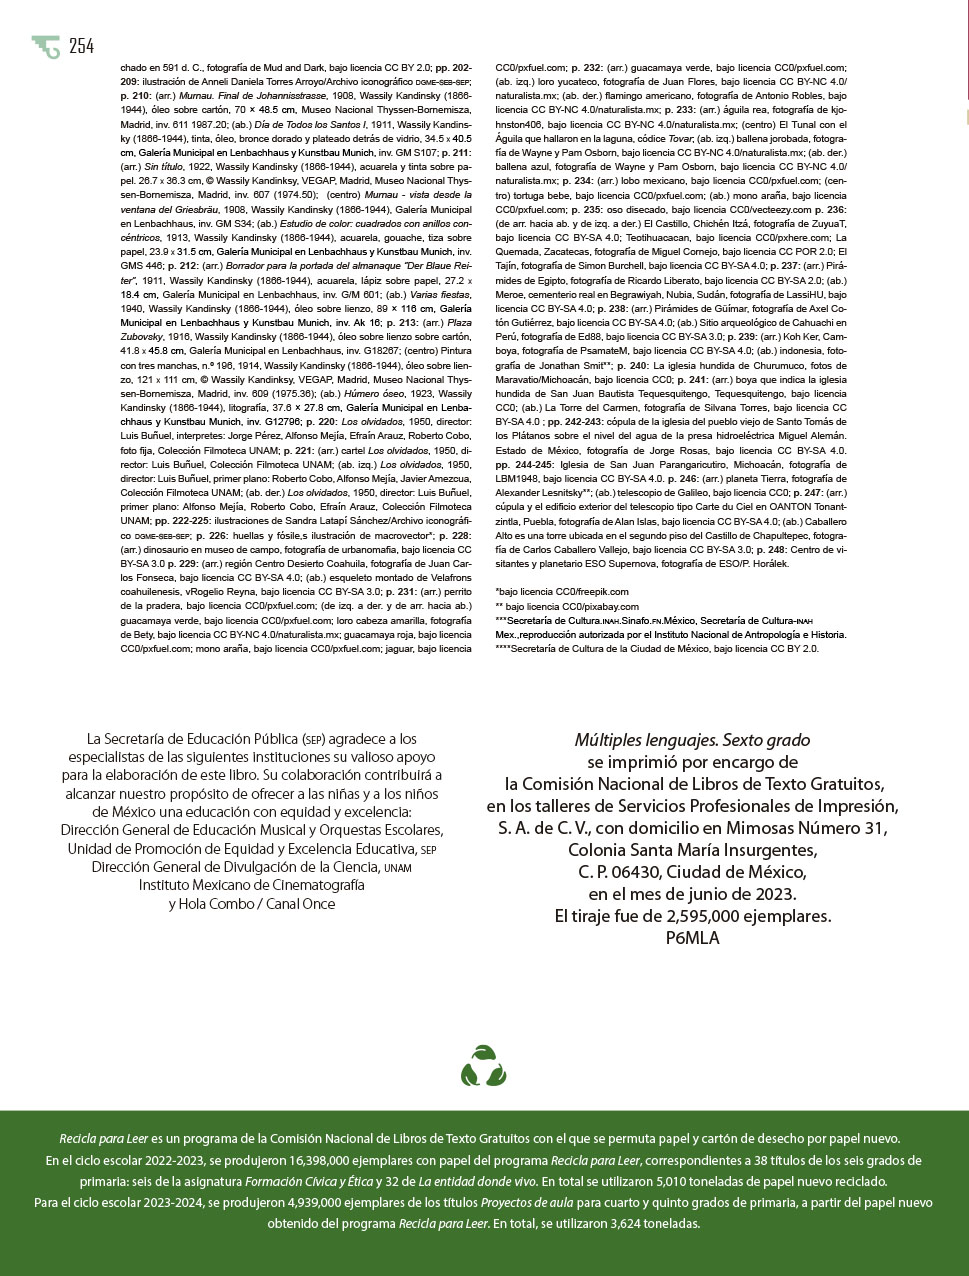 254
chado en 591 d. C., fotografía de Mud and Dark, bajo licencia CC BY 2.0; pp. 202-
209: ilustración de Anneli Daniela Torres Arroyo/Archivo iconográfico DGME-SEB-SEP;
p. 210: (arr.) Murnau. Final de Johannisstrasse, 1908, Wassily Kandinsky (1866-
1944), óleo sobre cartón, 70 × 48.5 cm, Museo Nacional Thyssen-Bornemisza,
Madrid, inv. 611 1987.20; (ab.) Día de Todos los Santos I, 1911, Wassily Kandins-
ky (1866-1944), tinta, óleo, bronce dorado y plateado detrás de vidrio, 34.5 x 40.5
cm, Galería Municipal en Lenbachhaus y Kunstbau Munich, inv. GM S107; p. 211:
(arr.) Sin título, 1922, Wassily Kandinsky (1866-1944), acuarela y tinta sobre pa-
pel. 26.7 x 36.3 cm, © Wassily Kandinksy, VEGAP, Madrid, Museo Nacional Thys-
sen-Bornemisza, Madrid, inv. 607 (1974.50); (centro) Murnau - vista desde la
ventana del Griesbräu, 1908, Wassily Kandinsky (1866-1944), Galería Municipal
en Lenbachhaus, inv. GM S34; (ab.) Estudio de color: cuadrados con anillos con-
céntricos, 1913, Wassily Kandinsky (1866-1944), acuarela, gouache, tiza sobre
papel, 23.9 x 31.5 cm, Galería Municipal en Lenbachhaus y Kunstbau Munich, inv.
GMS 446; p. 212: (arr.) Borrador para la portada del almanaque "Der Blaue Rei-
ter", 1911, Wassily Kandinsky (1866-1944), acuarela, lápiz sobre papel, 27.2 x
18.4 cm, Galería Municipal en Lenbachhaus, inv. G/M 601; (ab.) Varias fiestas,
1940, Wassily Kandinsky (1866-1944), óleo sobre lienzo, 89 × 116 cm, Galería
Municipal en Lenbachhaus y Kunstbau Munich, inv. Ak 16; p. 213: (arr.) Plaza
Zubovsky, 1916, Wassily Kandinsky (1866-1944), óleo sobre lienzo sobre cartón,
41.8 x 45.8 cm, Galería Municipal en Lenbachhaus, inv. G18267; (centro) Pintura
con tres manchas, n.º 196, 1914, Wassily Kandinsky (1866-1944), óleo sobre lien-
zo, 121 x 111 cm, © Wassily Kandinksy, VEGAP, Madrid, Museo Nacional Thys-
sen-Bornemisza, Madrid, inv. 609 (1975.36); (ab.) Húmero óseo, 1923, Wassily
Kandinsky (1866-1944), litografía, 37.6 × 27.8 cm, Galería Municipal en Lenba-
chhaus y Kunstbau Munich, inv. G12796; p. 220: Los olvidados, 1950, director:
Luis Buñuel, interpretes: Jorge Pérez, Alfonso Mejía, Efraín Arauz, Roberto Cobo,
foto fija, Colección Filmoteca UNAM; p. 221: (arr.) cartel Los olvidados, 1950, di-
rector: Luis Buñuel, Colección Filmoteca UNAM; (ab. izq.) Los olvidados, 1950,
director: Luis Buñuel, primer plano: Roberto Cobo, Alfonso Mejía, Javier Amezcua,
Colección Filmoteca UNAM; (ab. der.) Los olvidados, 1950, director: Luis Buñuel,
primer plano: Alfonso Mejía, Roberto Cobo, Efraín Arauz, Colección Filmoteca
UNAM; pp. 222-225: ilustraciones de Sandra Latapí Sánchez/Archivo iconográfi-
co DGME-SEB-SEP; p. 226: huellas y fósile,s ilustración de macrovector*; p. 228:
(arr.) dinosaurio en museo de campo, fotografía de urbanomafia, bajo licencia CC
BY-SA 3.0 p. 229: (arr.) región Centro Desierto Coahuila, fotografía de Juan Car-
los Fonseca, bajo licencia CC BY-SA 4.0; (ab.) esqueleto montado de Velafrons
coahuilenesis, vRogelio Reyna, bajo licencia CC BY-SA 3.0; p. 231: (arr.) perrito
de la pradera, bajo licencia CC0/pxfuel.com; (de izq. a der. y de arr. hacia ab.)
guacamaya verde, bajo licencia CC0/pxfuel.com; loro cabeza amarilla, fotografía
de Bety, bajo licencia CC BY-NC 4.0/naturalista.mx; guacamaya roja, bajo licencia
CC0/pxfuel.com; mono araña, bajo licencia CC0/pxfuel.com; jaguar, bajo licencia
CC0/pxfuel.com; p. 232: (arr.) guacamaya verde, bajo licencia CC0/pxfuel.com;
(ab. izq.) loro yucateco, fotografía de Juan Flores, bajo licencia CC BY-NC 4.0/
naturalista.mx; (ab. der.) flamingo americano, fotografía de Antonio Robles, bajo
licencia CC BY-NC 4.0/naturalista.mx; p. 233: (arr.) águila rea, fotografía de kjo-
hnston406, bajo licencia CC BY-NC 4.0/naturalista.mx; (centro) El Tunal con el
Águila que hallaron en la laguna, códice Tovar; (ab. izq.) ballena jorobada, fotogra-
fía de Wayne y Pam Osborn, bajo licencia CC BY-NC 4.0/naturalista.mx; (ab. der.)
ballena azul, fotografía de Wayne y Pam Osborn, bajo licencia CC BY-NC 4.0/
naturalista.mx; p. 234: (arr.) lobo mexicano, bajo licencia CC0/pxfuel.com; (cen-
tro) tortuga bebe, bajo licencia CC0/pxfuel.com; (ab.) mono araña, bajo licencia
CC0/pxfuel.com; p. 235: oso disecado, bajo licencia CC0/vecteezy.com p. 236:
(de arr. hacia ab. y de izq. a der.) El Castillo, Chichén Itzá, fotografía de ZuyuaT,
bajo licencia CC BY-SA 4.0; Teotihuacacan, bajo licencia CC0/pxhere.com; La
Quemada, Zacatecas, fotografía de Miguel Cornejo, bajo licencia CC POR 2.0; El
Tajín, fotografía de Simon Burchell, bajo licencia CC BY-SA 4.0; p. 237: (arr.) Pirá-
mides de Egipto, fotografía de Ricardo Liberato, bajo licencia CC BY-SA 2.0; (ab.)
Meroe, cementerio real en Begrawiyah, Nubia, Sudán, fotografía de LassiHU, bajo
licencia CC BY-SA 4.0; p. 238: (arr.) Pirámides de Güímar, fotografía de Axel Co-
tón Gutiérrez, bajo licencia CC BY-SA 4.0; (ab.) Sitio arqueológico de Cahuachi en
Perú, fotografía de Ed88, bajo licencia CC BY-SA 3.0; p. 239: (arr.) Koh Ker, Cam-
boya, fotografía de PsamateM, bajo licencia CC BY-SA 4.0; (ab.) indonesia, foto-
grafía de Jonathan Smit**; p. 240: La iglesia hundida de Churumuco, fotos de
Maravatio/Michoacán, bajo licencia CC0; p. 241: (arr.) boya que indica la iglesia
hundida de San Juan Bautista Tequesquitengo, Tequesquitengo, bajo licencia
CC0; (ab.) La Torre del Carmen, fotografía de Silvana Torres, bajo licencia CC
BY-SA 4.0 ; pp. 242-243: cópula de la iglesia del pueblo viejo de Santo Tomás de
los Plátanos sobre el nivel del agua de la presa hidroeléctrica Miguel Alemán.
Estado de México, fotografía de Jorge Rosas, bajo licencia CC BY-SA 4.0.
pp. 244-245: Iglesia de San Juan Parangaricutiro, Michoacán, fotografía de
LBM1948, bajo licencia CC BY-SA 4.0. p. 246: (arr.) planeta Tierra, fotografía de
Alexander Lesnitsky**; (ab.) telescopio de Galileo, bajo licencia CC0; p. 247: (arr.)
cúpula y el edificio exterior del telescopio tipo Carte du Ciel en OANTON Tonant-
zintla, Puebla, fotografía de Alan Islas, bajo licencia CC BY-SA 4.0; (ab.) Caballero
Alto es una torre ubicada en el segundo piso del Castillo de Chapultepec, fotogra-
fía de Carlos Caballero Vallejo, bajo licencia CC BY-SA 3.0; p. 248: Centro de vi-
sitantes y planetario ESO Supernova, fotografía de ESO/P. Horálek.
*bajo licencia CC0/freepik.com
** bajo licencia CC0/pixabay.com
***Secretaría de Cultura.INAH.Sinafo.FN.México, Secretaría de Cultura-INAH
Mex.,reproducción autorizada por el Instituto Nacional de Antropología e Historia.
****Secretaría de Cultura de la Ciudad de México, bajo licencia CC BY 2.0.
La Secretaría de Educación Pública (SEP) agradece a los
especialistas de las siguientes instituciones su valioso apoyo
para la elaboración de este libro. Su colaboración contribuirá a
alcanzar nuestro propósito de ofrecer a las niñas y a los niños
de México una educación con equidad y excelencia:
Dirección General de Educación Musical y Orquestas Escolares,
Unidad de Promoción de Equidad y Excelencia Educativa, SEP
Dirección General de Divulgación de la Ciencia, UNAM
Instituto Mexicano de Cinematografía
y Hola Combo / Canal Once
Múltiples lenguajes. Sexto grado
se imprimió por encargo de
la Comisión Nacional de Libros de Texto Gratuitos,
en los talleres de Servicios Profesionales de Impresión,
S. A. de C. V., con domicilio en Mimosas Número 31,
Colonia Santa María Insurgentes,
C. P. 06430, Ciudad de México,
en el mes de junio de 2023.
El tiraje fue de 2,595,000 ejemplares.
P6MLA
Recicla para Leer es un programa de la Comisión Nacional de Libros de Texto Gratuitos con el que se permuta papel y cartón de desecho por papel nuevo.
En el ciclo escolar 2022-2023, se produjeron 16,398,000 ejemplares con papel del programa Recicla para Leer, correspondientes a 38 títulos de los seis grados de
primaria: seis de la asignatura Formación Cívica y Ética y 32 de La entidad donde vivo. En total se utilizaron 5,010 toneladas de papel nuevo reciclado.
Para el ciclo escolar 2023-2024, se produjeron 4,939,000 ejemplares de los títulos Proyectos de aula para cuarto y quinto grados de primaria, a partir del papel nuevo
obtenido del programa Recicla para Leer. En total, se utilizaron 3,624 toneladas.